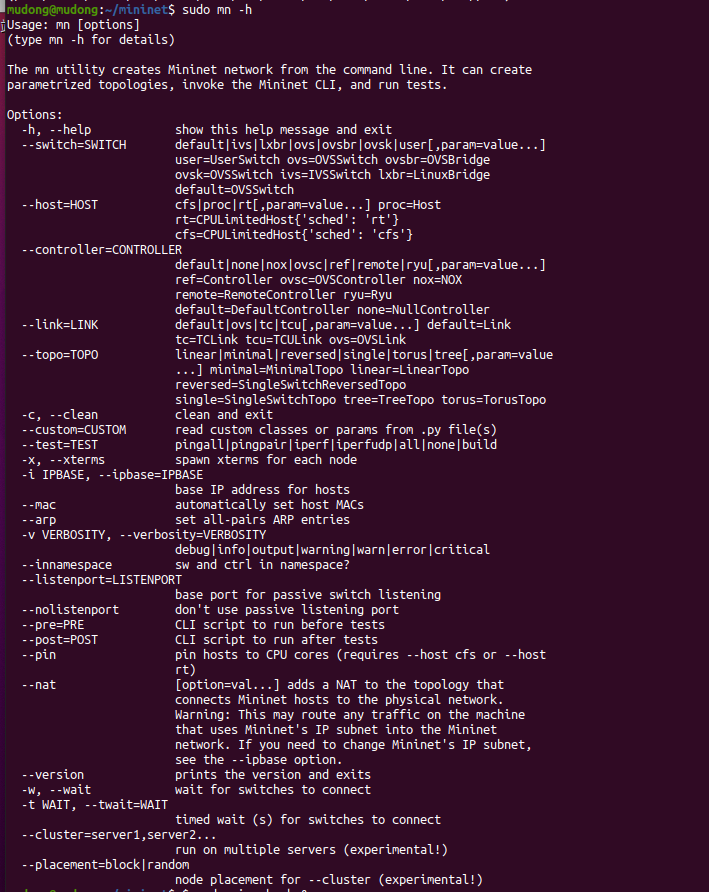 mudong@mudong:~/mininet$ sudo mn -h
Usage: mn [options]
(type mn -h for details)

The mn utility creates Mininet network from the command line. It can create
parametrized topologies, invoke the Mininet CLI, and run tests.

Options:
  -h, --help            show this help message and exit
  --switch=SWITCH       default|ivs|lxbr|ovs|ovsbr|ovsk|user[,param=value...]
                        user=UserSwitch ovs=OVSSwitch ovsbr=OVSBridge
                        ovsk=OVSSwitch ivs=IVSSwitch lxbr=LinuxBridge
                        default=OVSSwitch
  --host=HOST           cfs|proc|rt[,param=value...] proc=Host
                        rt=CPULimitedHost{'sched': 'rt'}
                        cfs=CPULimitedHost{'sched': 'cfs'}
  --controller=CONTROLLER
                        default|none|nox|ovsc|ref|remote|ryu[,param=value...]
                        ref=Controller ovsc=OVSController nox=NOX
                        remote=RemoteController ryu=Ryu
                        default=DefaultController none=NullController
  --link=LINK           default|ovs|tc|tcu[,param=value...] default=Link
                        tc=TCLink tcu=TCULink ovs=OVSLink
  --topo=TOPO           linear|minimal|reversed|single|torus|tree[,param=value
                        ...] minimal=MinimalTopo linear=LinearTopo
                        reversed=SingleSwitchReversedTopo
                        single=SingleSwitchTopo tree=TreeTopo torus=TorusTopo
  -c, --clean           clean and exit
  --custom=CUSTOM       read custom classes or params from .py file(s)
  --test=TEST           pingall|pingpair|iperf|iperfudp|all|none|build
  -x, --xterms          spawn xterms for each node
  -i IPBASE, --ipbase=IPBASE
                        base IP address for hosts
  --mac                 automatically set host MACs
  --arp                 set all-pairs ARP entries
  -v VERBOSITY, --verbosity=VERBOSITY
                        debug|info|output|warning|warn|error|critical
  --innamespace         sw and ctrl in namespace?
  --listenport=LISTENPORT
                        base port for passive switch listening
  --nolistenport        don't use passive listening port
  --pre=PRE             CLI script to run before tests
  --post=POST           CLI script to run after tests
  --pin                 pin hosts to CPU cores (requires --host cfs or --host
                        rt)
  --nat                 [option=val...] adds a NAT to the topology that
                        connects Mininet hosts to the physical network.
                        Warning: This may route any traffic on the machine
                        that uses Mininet's IP subnet into the Mininet
                        network. If you need to change Mininet's IP subnet,
                        see the --ipbase option.
  --version             prints the version and exits
  -w, --wait            wait for switches to connect
  -t WAIT, --twait=WAIT
                        timed wait (s) for switches to connect
  --cluster=server1,server2...
                        run on multiple servers (experimental!)
  --placement=block|random
                        node placement for --cluster (experimental!)